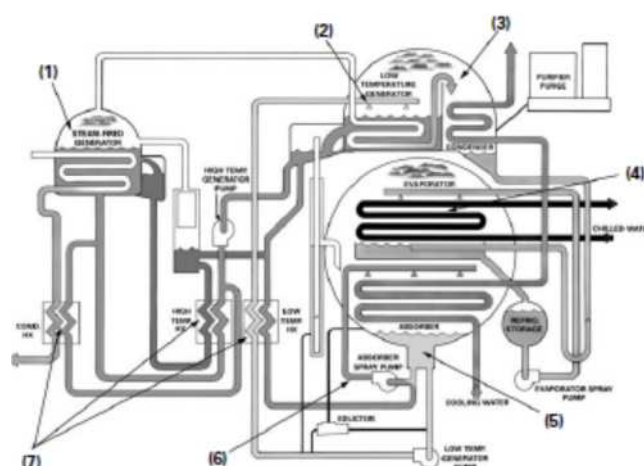 (1)
(2)
(3)
LOW
TEMPERATURE
GENERATOR
PURIFIER
PURGE
STEAM-FIRED
GENERATOR
CONDENSER
HIGH TEMP.
GENERATOR
PUMP
EVAPORATOR
(4)
CHILLED WATER
COND.
HX
HIGH
TEMP.
HX
LOW
TEMP.
HX
REFRIG.
STORAGE
ABSORBER
ABSORBER
SPRAY
PUMP
EVAPORATOR SPRAY
PUMP
COOLING WATER
(5)
(6)
(7)
EDUCTOR
LOW TEMP.
GENERATOR